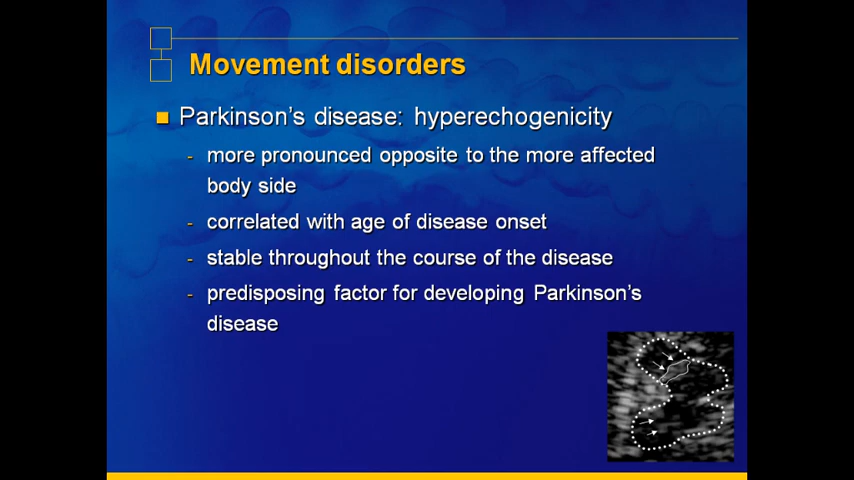 Movement disorders
Parkinson's disease: hyperechogenicity
- more pronounced opposite to the more affected
body side
- correlated with age of disease onset
- stable throughout the course of the disease
- predisposing factor for developing Parkinson's
disease